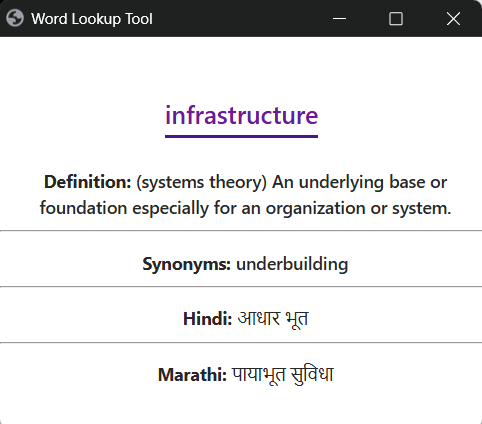 Word Lookup Tool
infrastructure
Definition: (systems theory) An underlying base or
foundation especially for an organization or system.
Synonyms: underbuilding
Hindi: आधार भूत
Marathi: पायाभूत सुविधा